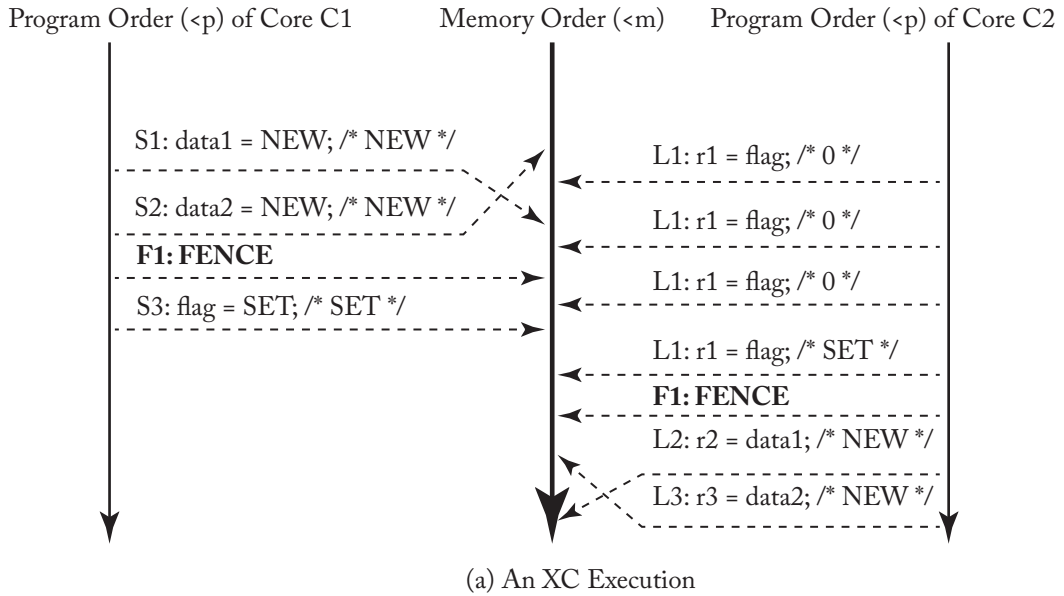 Program Order (<p) of Core C1
Memory Order (<m)
Program Order (<p) of Core C2
S1: data1 = NEW; /* NEW */
S2: data2 = NEW; /* NEW */
F1: FENCE
S3: flag = SET; /* SET */
L1: r1 = flag; /* 0 */
L1: r1 = flag; /* 0 */
L1: r1 = flag; /* 0 */
L1: r1 = flag; /* SET */
F1: FENCE
L2: r2 = data1; /* NEW */
L3: r3 = data2; /* NEW */
(a) An XC Execution